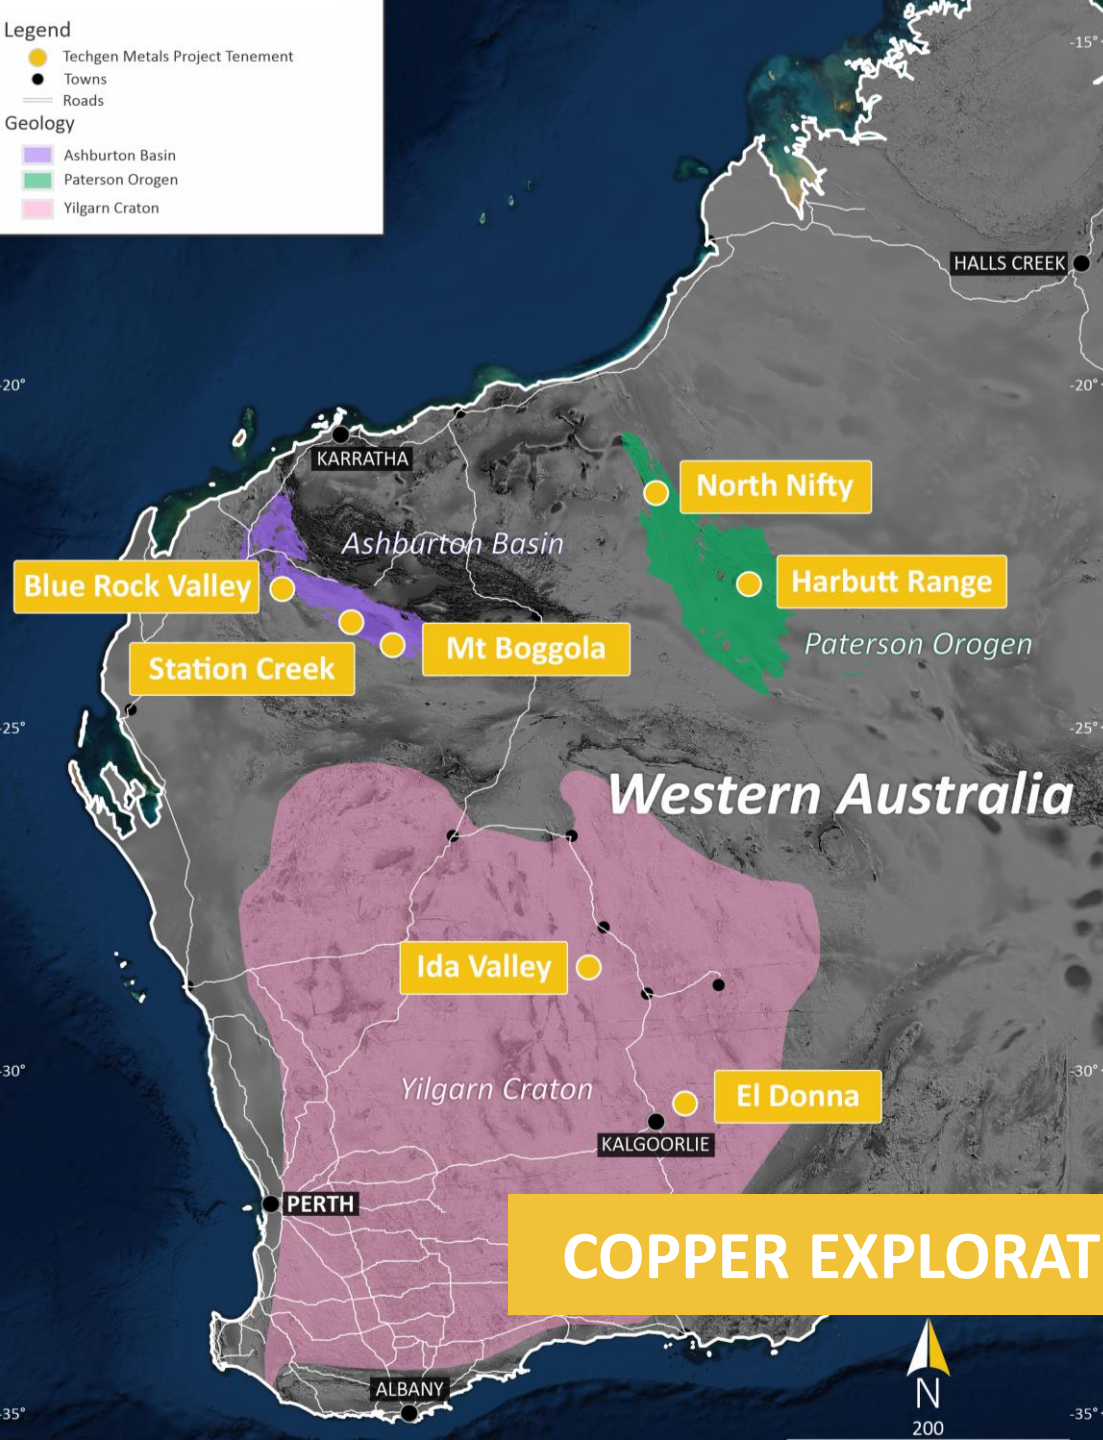 Legend
Techgen Metals Project Tenement
Towns
Roads
Geology
Ashburton Basin
Paterson Orogen
Yilgarn Craton
-15°
HALLS CREEK
-20°
-20°
KARRATHA
North Nifty
Ashburton Basin
Blue Rock Valley
Harbutt Range
Mt Boggola
Paterson Orogen
Station Creek
-25°
-25°
Western Australia
Ida Valley
-30°
-30°
Yilgarn Craton
El Donna
KALGOORLIE
PERTH
COPPER EXPLORAT
N
ALBANY
-35°
-35°
200